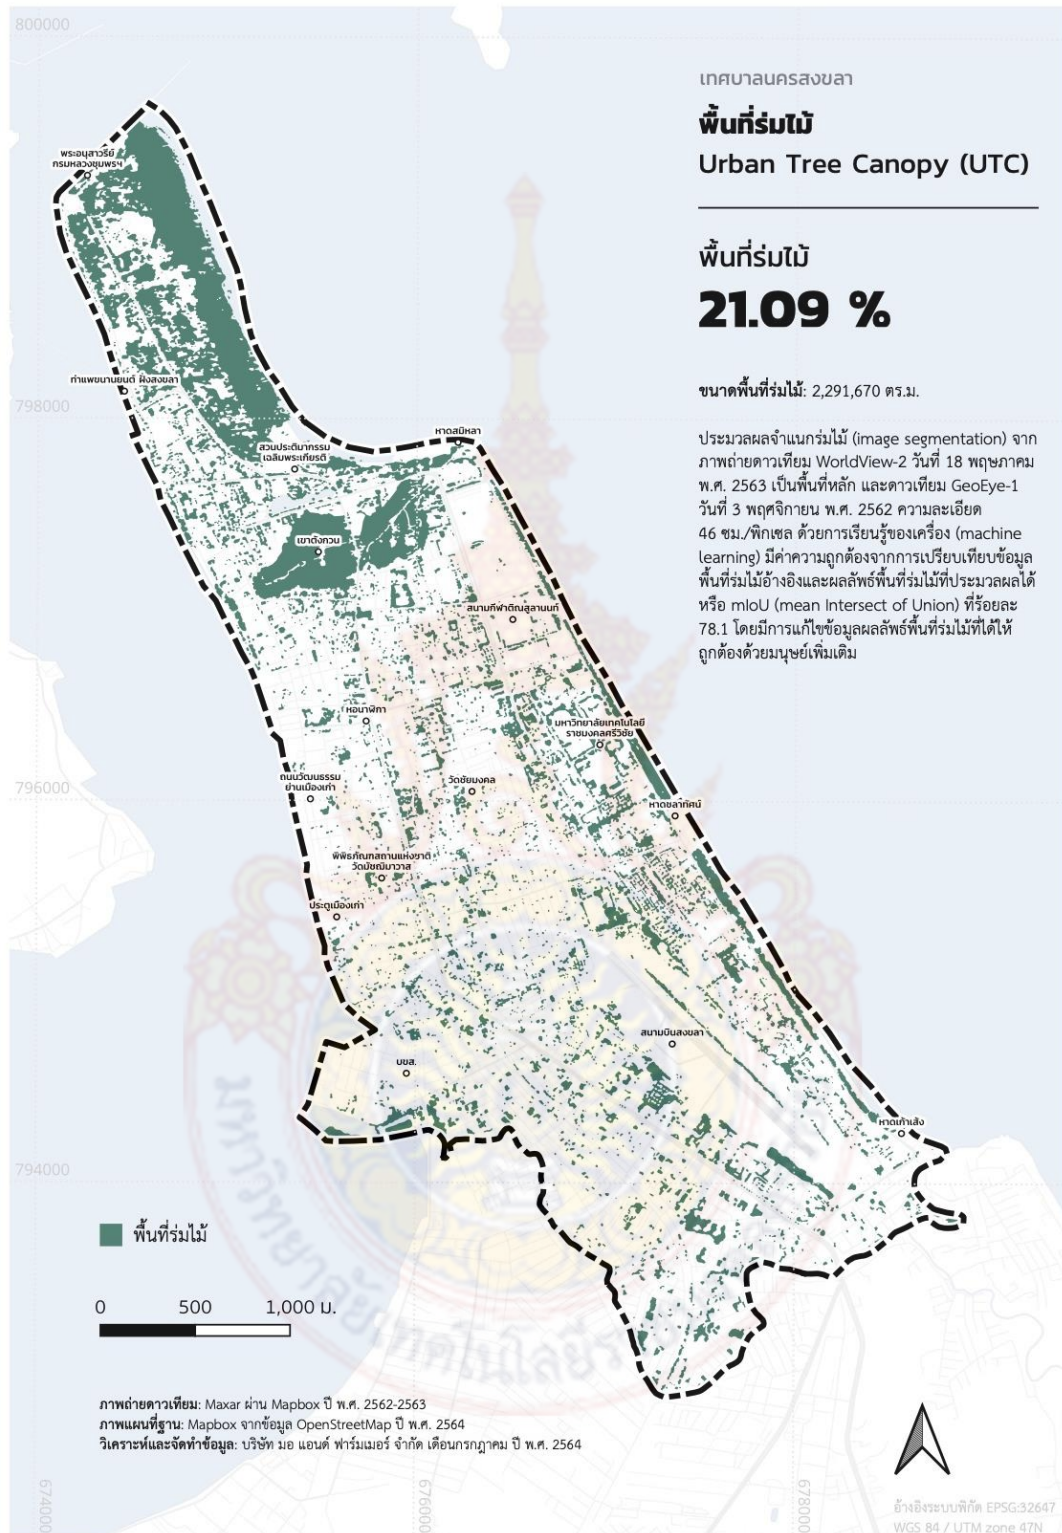 800000
เทศบาลนครสงขลา
พื้นที่ร่มไม้
Urban Tree Canopy (UTC)
พื้นที่ร่มไม้
21.09 %
ขนาดพื้นที่ร่มไม้: 2,291,670 ตร.ม.
ประมวลผลจำแนกร่มไม้ (image segmentation) จาก
ภาพถ่ายดาวเทียม WorldView-2 วันที่ 18 พฤษภาคม
พ.ศ. 2563 เป็นพื้นที่หลัก และดาวเทียม GeoEye-1
วันที่ 3 พฤศจิกายน พ.ศ. 2562 ความละเอียด
46 ซม./พิกเซล ด้วยการเรียนรู้ของเครื่อง (machine
learning) มีค่าความถูกต้องจากการเปรียบเทียบข้อมูล
พื้นที่ร่มไม้อ้างอิงและผลลัพธ์พื้นที่ร่มไม้ที่ประมวลผลได้
หรือ mIoU (mean Intersect of Union) ที่ร้อยละ
78.1 โดยมีการแก้ไขข้อมูลผลลัพธ์พื้นที่ร่มไม้ที่ได้ให้
ถูกต้องด้วยมนุษย์เพิ่มเติม
พระอนุสาวรีย์
กรมหลวงชุมพรฯ
ท่าแพขนานยนต์ ฝั่งสงขลา
798000
หาดสมิหลา
สวนประติมากรรม
เฉลิมพระเกียรติ
เขาตังกวน
สนามกีฬาติณสูลานนท์
หอนาฬิกา
มหาวิทยาลัยเทคโนโลยี
ราชมงคลศรีวิชัย
ถนนวัฒนธรรม
ย่านเมืองเก่า
วัดชัยมงคล
796000
หาดชลาทัศน์
พิพิธภัณฑสถานแห่งชาติ
วัดมัชฌิมาวาส
ประตูเมืองเก่า
สนามบินสงขลา
บขส.
หาดเก้าเส้ง
794000
พื้นที่ร่มไม้
0 500 1,000 ม.
มหาวิทยาลัยเทคโนโลยีร
ภาพถ่ายดาวเทียม: Maxar ผ่าน Mapbox ปี พ.ศ. 2562-2563
ภาพแผนที่ฐาน: Mapbox จากข้อมูล OpenStreetMap ปี พ.ศ. 2564
วิเคราะห์และจัดทำข้อมูล: บริษัท มอ แอนด์ ฟาร์มเมอร์ จำกัด เดือนกรกฎาคม ปี พ.ศ. 2564
674000
676000
678000
อ้างอิงระบบพิกัด EPSG:32647
WGS 84 / UTM zone 47N